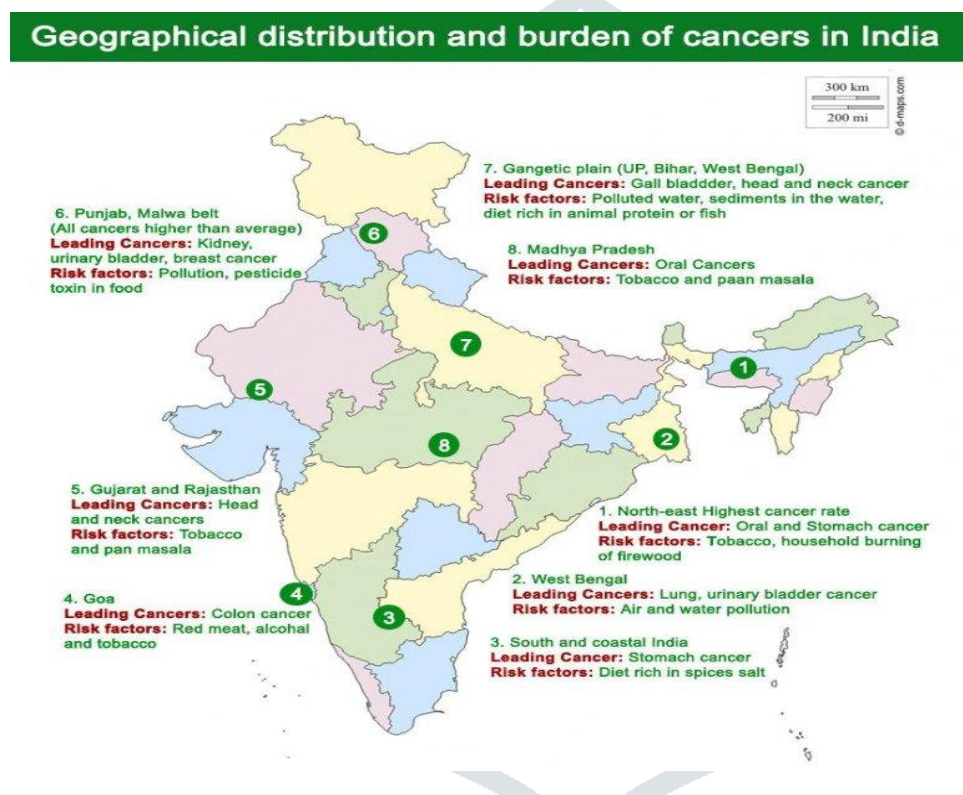 Geographical distribution and burden of cancers in India
300 km
200 mi
© d-maps.com
7. Gangetic plain (UP, Bihar, West Bengal)
Leading Cancers: Gall bladdder, head and neck cancer
Risk factors: Polluted water, sediments in the water,
diet rich in animal protein or fish
6. Punjab, Malwa belt
(All cancers higher than average)
Leading Cancers: Kidney,
urinary bladder, breast cancer
Risk factors: Pollution, pesticide
toxin in food
8. Madhya Pradesh
Leading Cancers: Oral Cancers
Risk factors: Tobacco and paan masala
6
7
1
5
8
2
5. Gujarat and Rajasthan
Leading Cancers: Head
and neck cancers
Risk factors: Tobacco
and pan masala
1. North-east Highest cancer rate
Leading Cancer: Oral and Stomach cancer
Risk factors: Tobacco, household burning
of firewood
4
3
4. Goa
Leading Cancers: Colon cancer
Risk factors: Red meat, alcohal
and tobacco
2. West Bengal
Leading Cancers: Lung, urinary bladder cancer
Risk factors: Air and water pollution
3. South and coastal India
Leading Cancer: Stomach cancer
Risk factors: Diet rich in spices salt